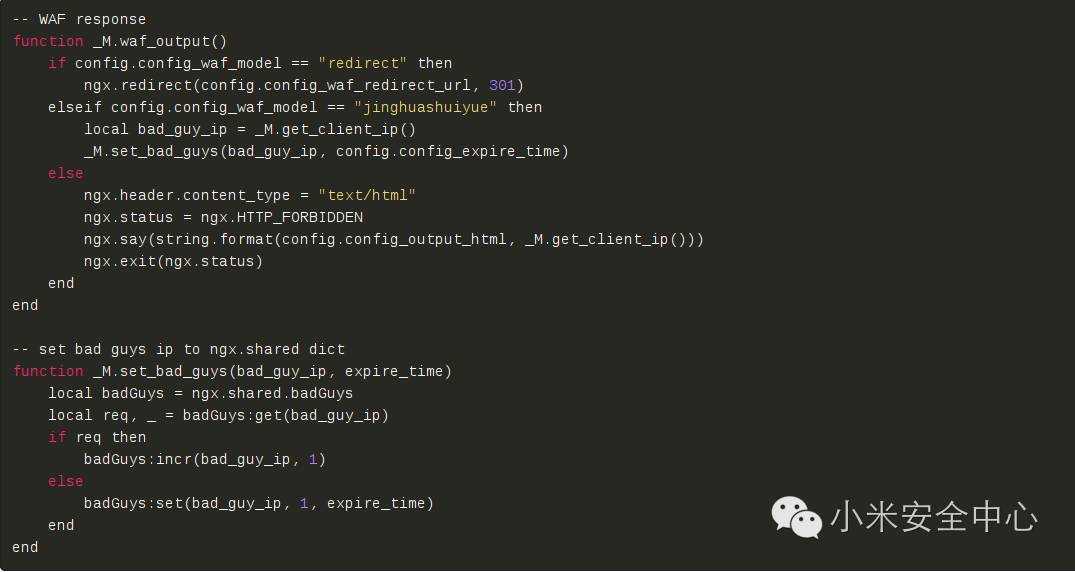 -- WAF response
function _M.waf_output()
    if config.config_waf_model == "redirect" then
        ngx.redirect(config.config_waf_redirect_url, 301)
    elseif config.config_waf_model == "jinghuashuiyue" then
        local bad_guy_ip = _M.get_client_ip()
        _M.set_bad_guys(bad_guy_ip, config.config_expire_time)
    else
        ngx.header.content_type = "text/html"
        ngx.status = ngx.HTTP_FORBIDDEN
        ngx.say(string.format(config.config_output_html, _M.get_client_ip()))
        ngx.exit(ngx.status)
    end
end

-- set bad guys ip to ngx.shared dict
function _M.set_bad_guys(bad_guy_ip, expire_time)
    local badGuys = ngx.shared.badGuys
    local req, _ = badGuys:get(bad_guy_ip)
    if req then
        badGuys:incr(bad_guy_ip, 1)
    else
        badGuys:set(bad_guy_ip, 1, expire_time)
    end
end
小米安全中心